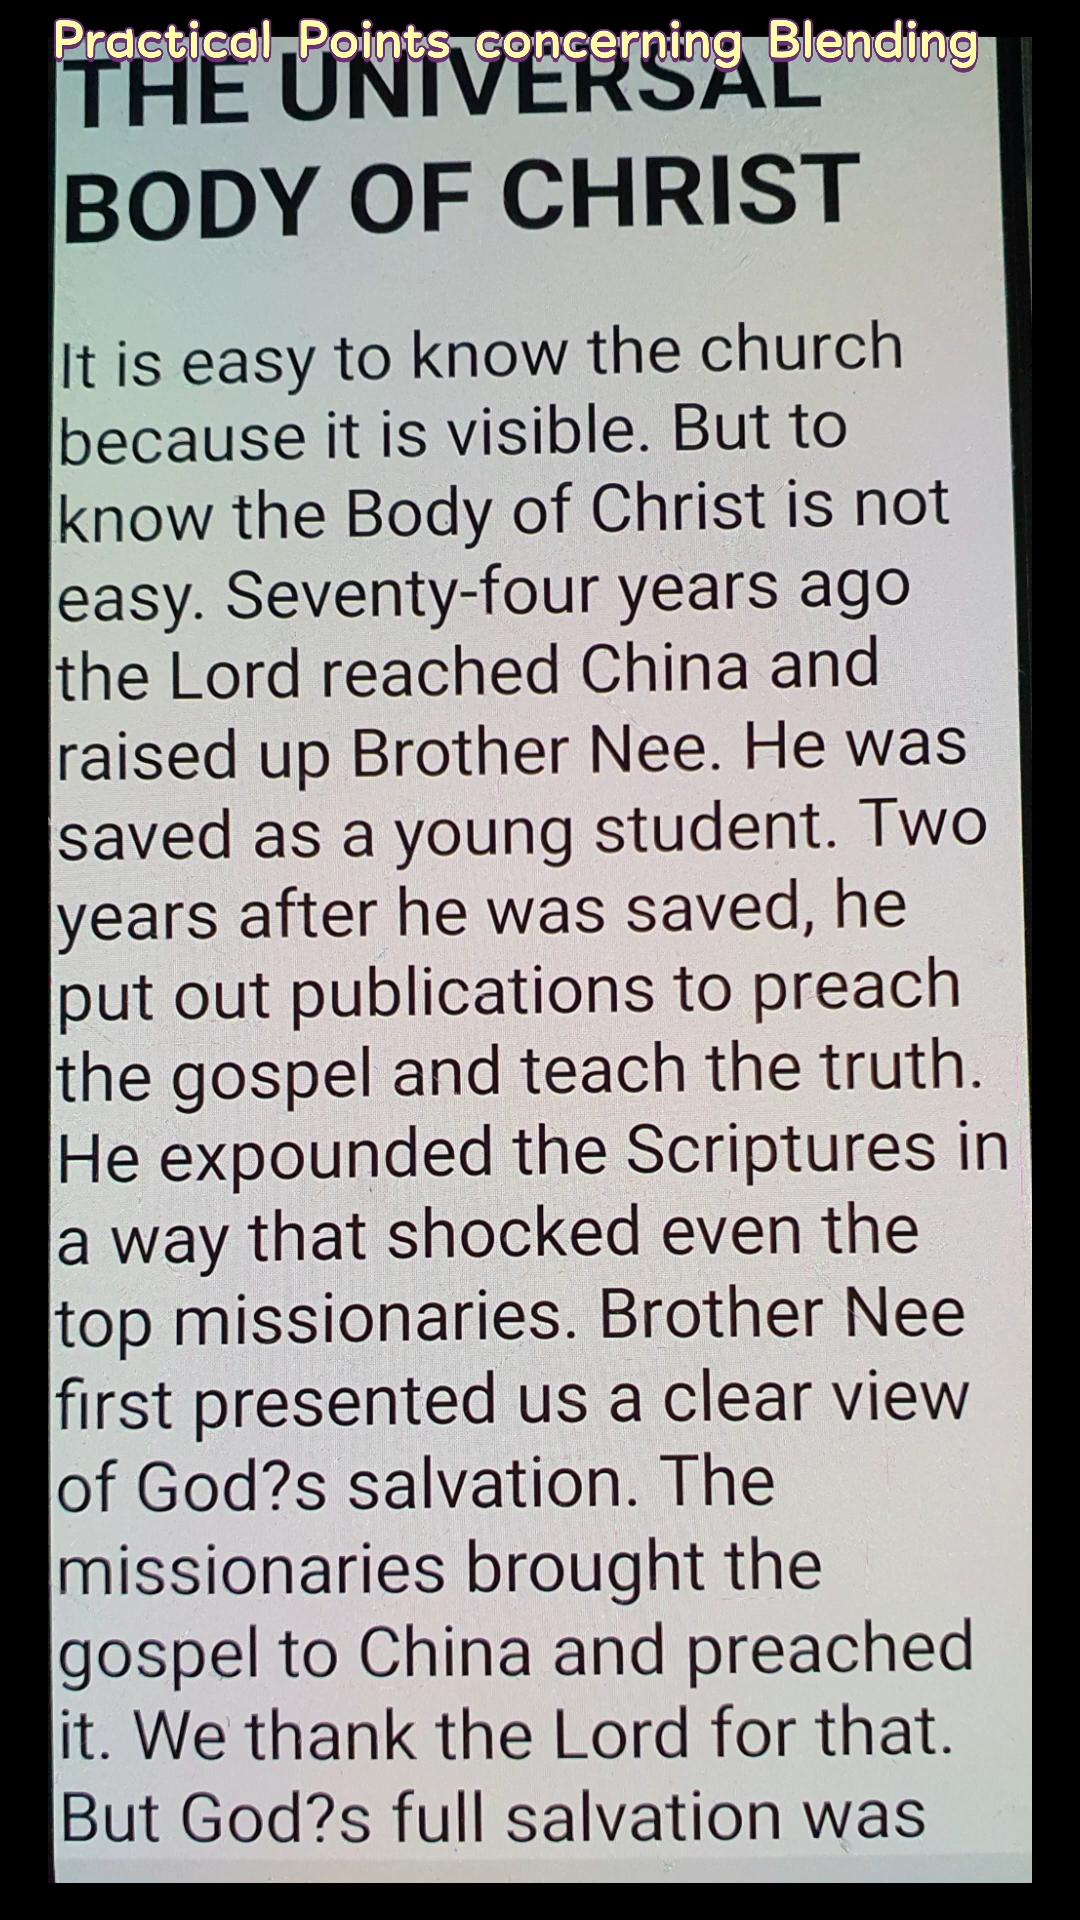 Practical Points concerning Blending
THE UNIVERSAL
BODY OF CHRIST
It is easy to know the church
because it is visible. But to
know the Body of Christ is not
easy. Seventy-four years ago
the Lord reached China and
raised up Brother Nee. He was
saved as a young student. Two
years after he was saved, he
put out publications to preach
the gospel and teach the truth.
He expounded the Scriptures in
a way that shocked even the
top missionaries. Brother Nee
first presented us a clear view
of God?s salvation. The
missionaries brought the
gospel to China and preached
it. We thank the Lord for that.
But God?s full salvation was